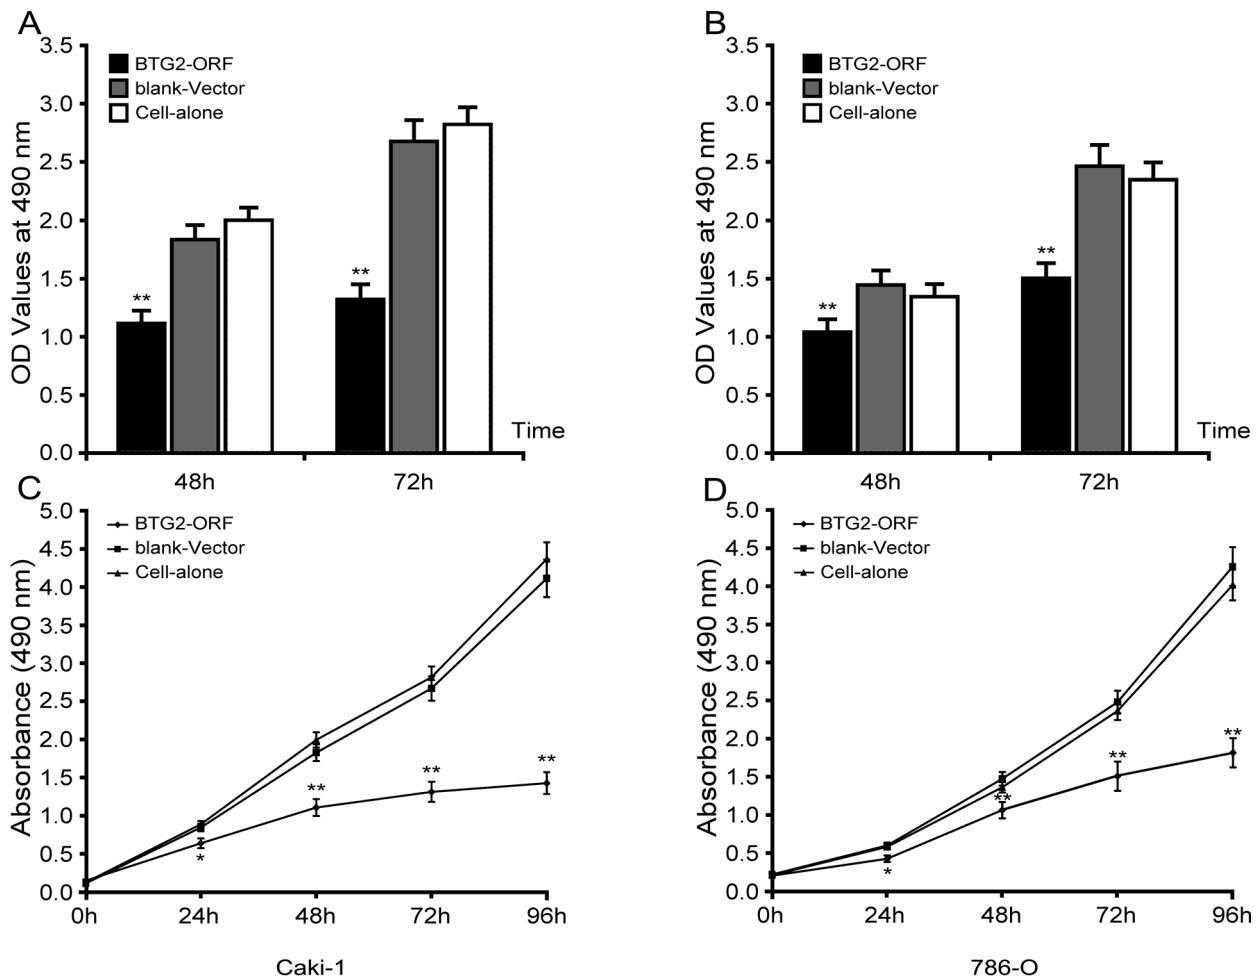 A
3.5
3.0
2.5
2.0
1.5
1.0
0.5
0.0
OD Values at 490 nm
BTG2-ORF
blank-Vector
Cell-alone
**
**
48h
72h
Time
B
3.5
3.0
2.5
2.0
1.5
1.0
0.5
0.0
OD Values at 490 nm
BTG2-ORF
blank-Vector
Cell-alone
**
**
48h
72h
Time
C
5.0
4.5
4.0
3.5
3.0
2.5
2.0
1.5
1.0
0.5
0.0
Absorbance (490 nm)
BTG2-ORF
blank-Vector
Cell-alone
*
**
**
**
0h
24h
48h
72h
96h
Caki-1
D
5.0
4.5
4.0
3.5
3.0
2.5
2.0
1.5
1.0
0.5
0.0
Absorbance (490 nm)
BTG2-ORF
blank-Vector
Cell-alone
*
**
**
**
0h
24h
48h
72h
96h
786-O